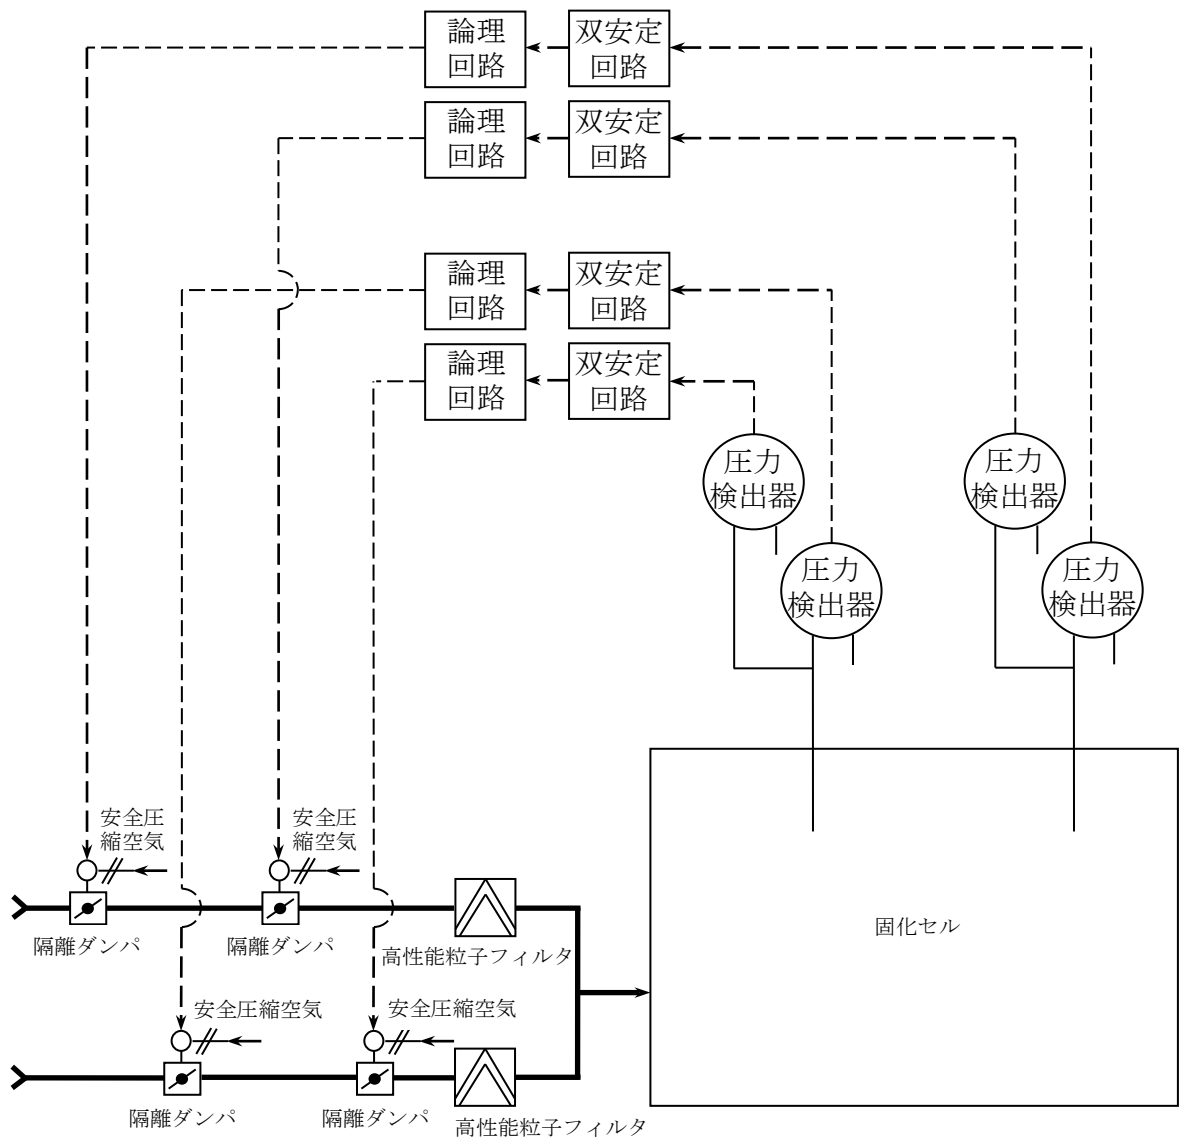 論理
回路
双安定
回路
論理
回路
双安定
回路
論理
回路
双安定
回路
論理
回路
双安定
回路
圧力
検出器
圧力
検出器
圧力
検出器
圧力
検出器
安全圧
縮空気
安全圧
縮空気
隔離ダンパ
隔離ダンパ
高性能粒子フィルタ
固化セル
安全圧縮空気
安全圧縮空気
隔離ダンパ
隔離ダンパ
高性能粒子フィルタ